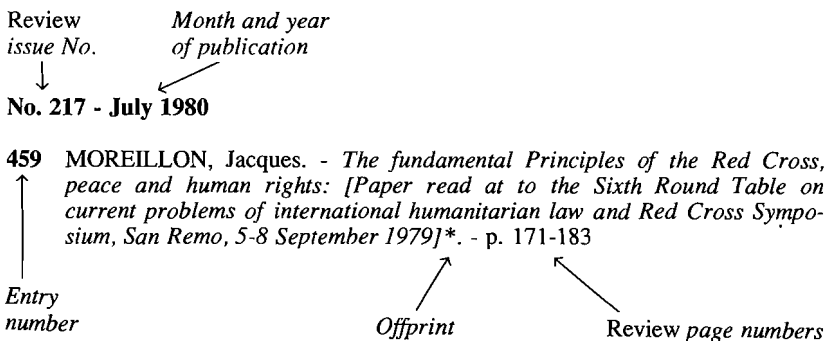 Review Month and year
issue No. of publication
No. 217 - July 1980
459 MOREILLON, Jacques. - The fundamental Principles of the Red Cross,
peace and human rights: [Paper read at to the Sixth Round Table on
current problems of international humanitarian law and Red Cross Sympo-
sium, San Remo, 5-8 September 1979]*. - p. 171-183
Entry
number Offprint Review page numbers